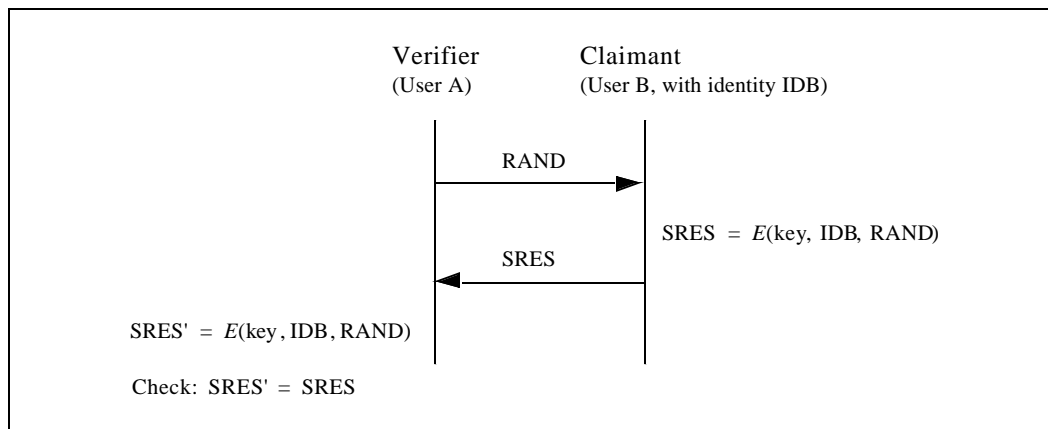 Verifier
(User A)
Claimant
(User B, with identity IDB)
RAND
SRES = E(key, IDB, RAND)
SRES
SRES' = E(key, IDB, RAND)
Check: SRES' = SRES